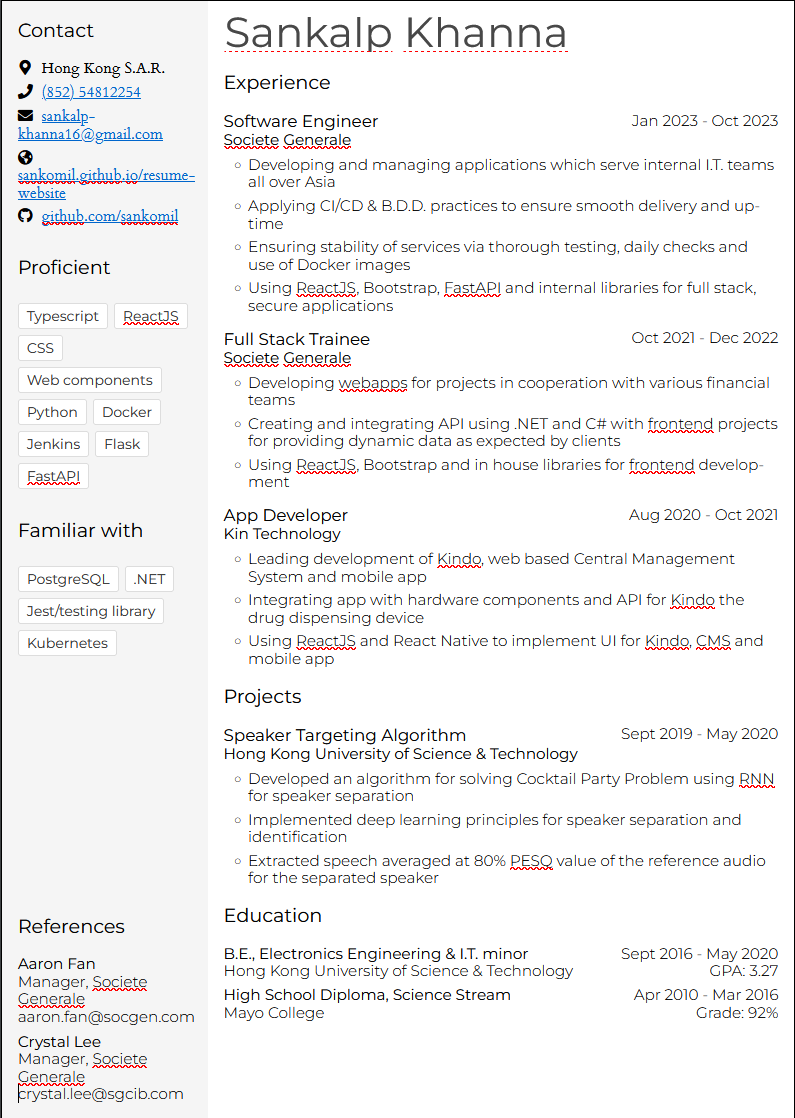 Contact
Hong Kong S.A.R.
(852) 54812254
sankalp-
khanna16@gmail.com
sankomil.github.io/resume-
website
github.com/sankomil
Proficient
Typescript ReactJS
CSS
Web components
Python Docker
Jenkins Flask
FastAPI
Familiar with
PostgreSQL .NET
Jest/testing library
Kubernetes
References
Aaron Fan
Manager, Societe
Generale
aaron.fan@socgen.com
Crystal Lee
Manager, Societe
Generale
crystal.lee@sgcib.com
Sankalp Khanna
Experience
Software Engineer Jan 2023 - Oct 2023
Societe Generale
◦ Developing and managing applications which serve internal I.T. teams
all over Asia
◦ Applying CI/CD & B.D.D. practices to ensure smooth delivery and up-
time
◦ Ensuring stability of services via thorough testing, daily checks and
use of Docker images
◦ Using ReactJS, Bootstrap, FastAPI and internal libraries for full stack,
secure applications
Full Stack Trainee Oct 2021 - Dec 2022
Societe Generale
◦ Developing webapps for projects in cooperation with various financial
teams
◦ Creating and integrating API using .NET and C# with frontend projects
for providing dynamic data as expected by clients
◦ Using ReactJS, Bootstrap and in house libraries for frontend develop-
ment
App Developer Aug 2020 - Oct 2021
Kin Technology
◦ Leading development of Kindo, web based Central Management
System and mobile app
◦ Integrating app with hardware components and API for Kindo the
drug dispensing device
◦ Using ReactJS and React Native to implement UI for Kindo, CMS and
mobile app
Projects
Speaker Targeting Algorithm Sept 2019 - May 2020
Hong Kong University of Science & Technology
◦ Developed an algorithm for solving Cocktail Party Problem using RNN
for speaker separation
◦ Implemented deep learning principles for speaker separation and
identification
◦ Extracted speech averaged at 80% PESQ value of the reference audio
for the separated speaker
Education
B.E., Electronics Engineering & I.T. minor Sept 2016 - May 2020
Hong Kong University of Science & Technology GPA: 3.27
High School Diploma, Science Stream Apr 2010 - Mar 2016
Mayo College Grade: 92%